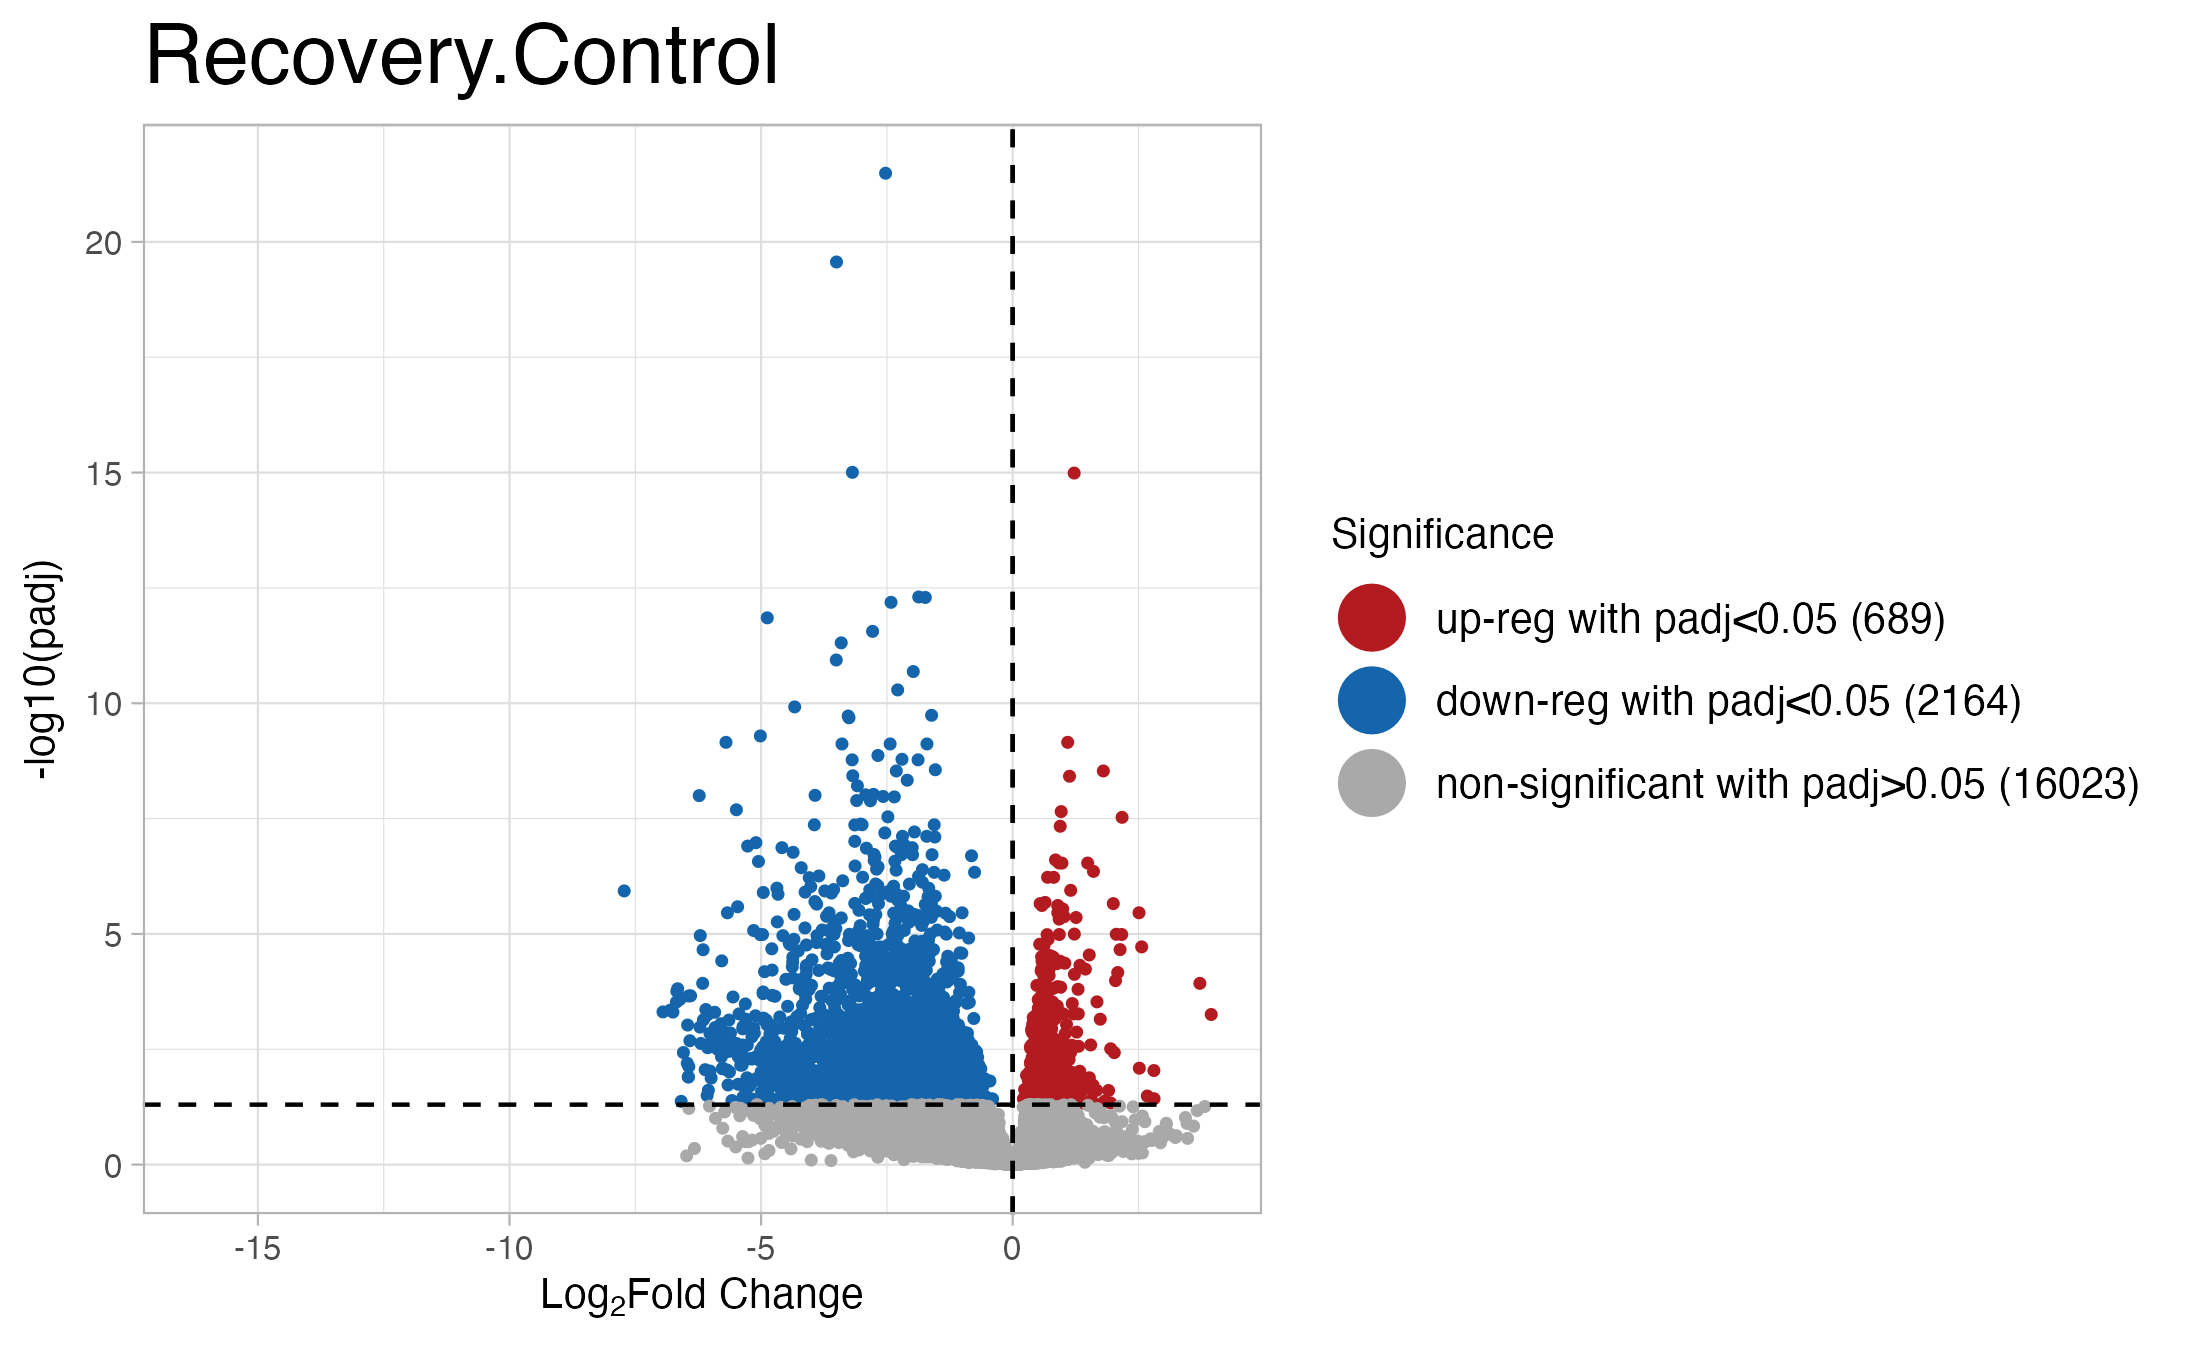 Recovery.Control
20
15
10
5
0
-log10(padj)
-15
-10
-5
0
Log₂Fold Change
Significance
up-reg with padj<0.05 (689)
down-reg with padj<0.05 (2164)
non-significant with padj>0.05 (16023)